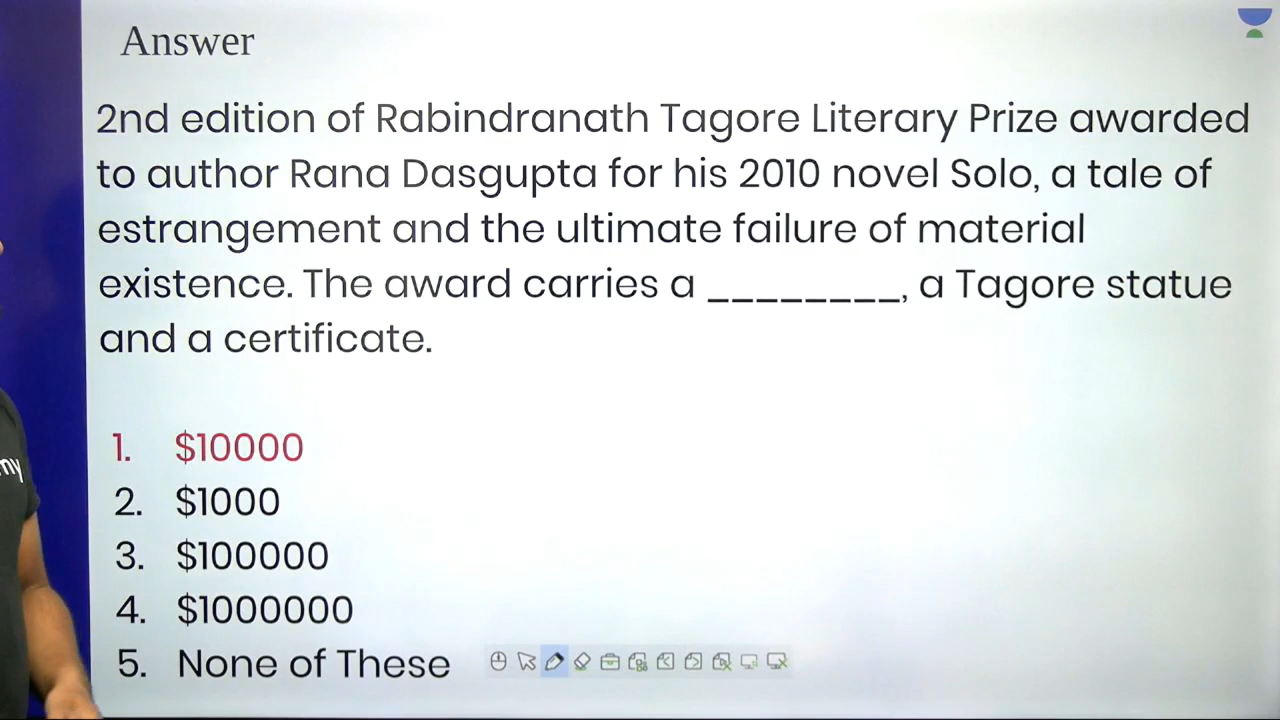 Answer
2nd edition of Rabindranath Tagore Literary Prize awarded
to author Rana Dasgupta for his 2010 novel Solo, a tale of
estrangement and the ultimate failure of material
existence. The award carries a ________, a Tagore statue
and a certificate.
1. $10000
2. $1000
3. $100000
4. $1000000
5. None of These
my